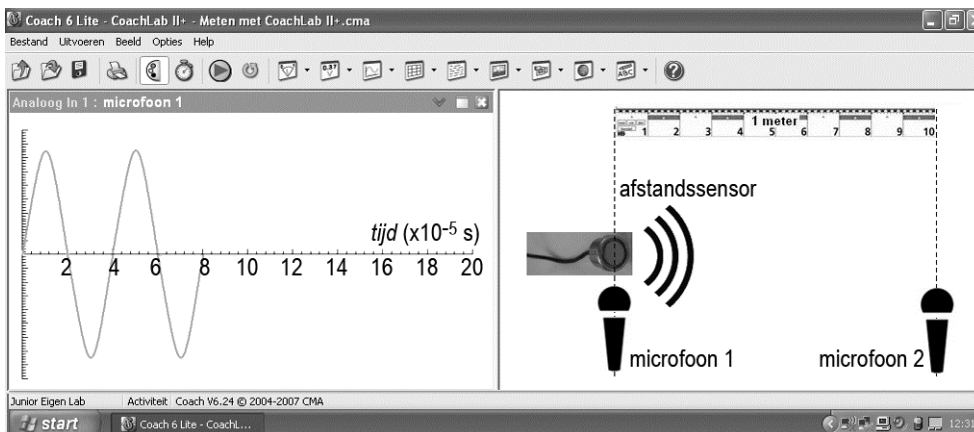 Coach 6 Lite - CoachLab II+ - Meten met CoachLab II+.cma
Bestand Uitvoeren Beeld Opties Help
0.37
ABC
Analoog In 1 : microfoon 1
tijd (x10⁻⁵ s)
2 4 6 8 10 12 14 16 18 20
1 meter
1 2 3 4 5 6 7 8 9 10
afstandssensor
microfoon 1
microfoon 2
Junior Eigen Lab Activiteit Coach V6.24 © 2004-2007 CMA
start
Coach 6 Lite - CoachL...